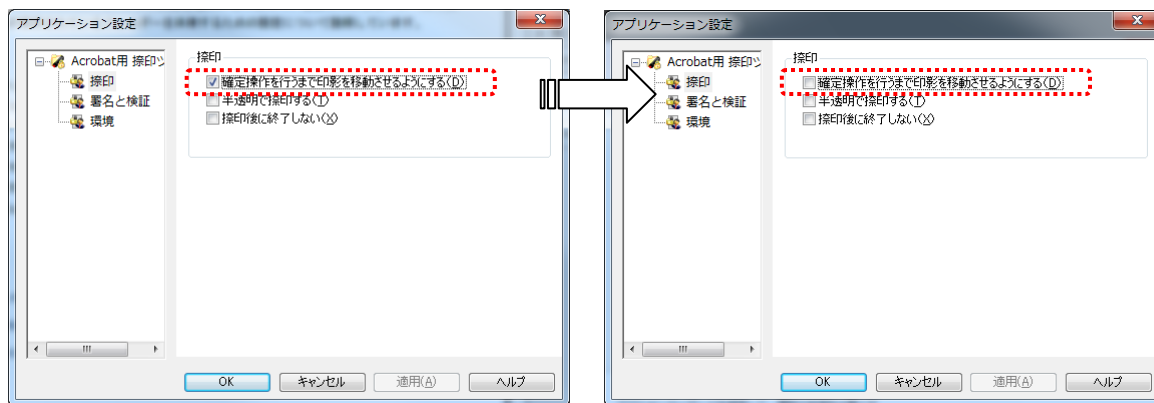 アプリケーション設定
Acrobat用 捺印ツ
捺印
署名と検証
環境
捺印
確定操作を行うまで印影を移動させるようにする(D)
半透明で捺印する(T)
捺印後に終了しない(X)
OK
キャンセル
適用(A)
ヘルプ
アプリケーション設定
Acrobat用 捺印ツ
捺印
署名と検証
環境
捺印
確定操作を行うまで印影を移動させるようにする(D)
半透明で捺印する(T)
捺印後に終了しない(X)
OK
キャンセル
適用(A)
ヘルプ